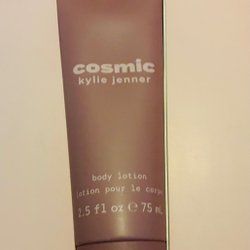 cosmic
kylie jenner
body lotion
lotion pour le corps
2.5 fl oz ℮ 75 mL